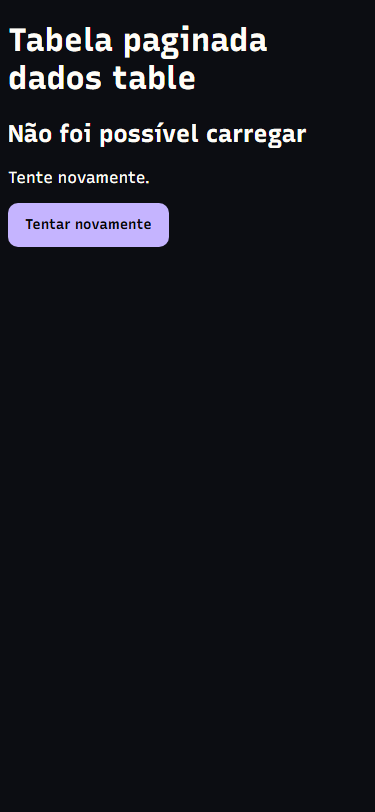 Tabela paginada
dados table
Não foi possível carregar
Tente novamente.
Tentar novamente